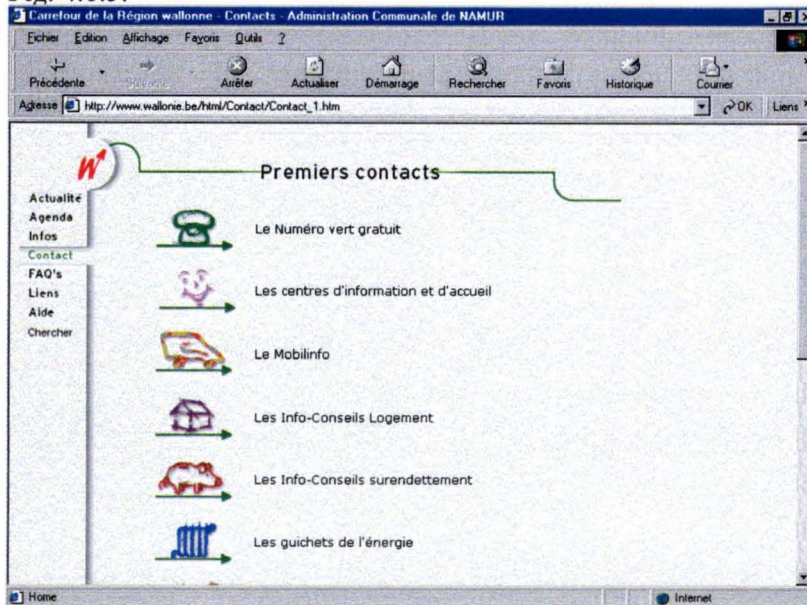 Carrefour de la Région wallonne - Contacts - Administration Communale de NAMUR
Fichier Edition Affichage Favoris Outils ?
Précédente Suivante Arrêter Actualiser Démarrage Rechercher Favoris Historique Courrier
Adresse http://www.wallonie.be/html/Contact/Contact_1.htm OK Liens
W
Premiers contacts
Actualité
Agenda
Infos
Contact
FAQ's
Liens
Aide
Chercher
Le Numéro vert gratuit
Les centres d'information et d'accueil
Le Mobilinfo
Les Info-Conseils Logement
Les Info-Conseils surendettement
Les guichets de l'énergie
Home Internet